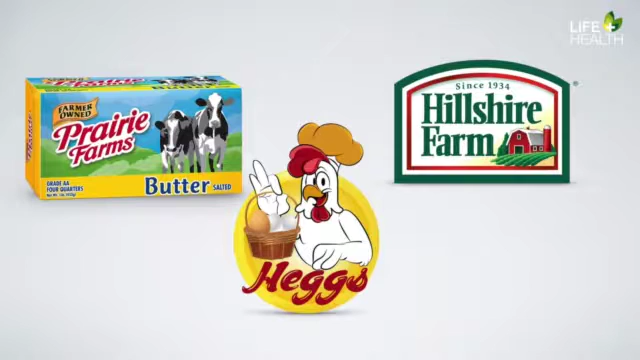 LIFE +
HEALTH
FARMER
OWNED
Prairie
Farms
GRADE AA
FOUR QUARTERS
Butter SALTED
Since 1934
Hillshire
Farm
Heggs